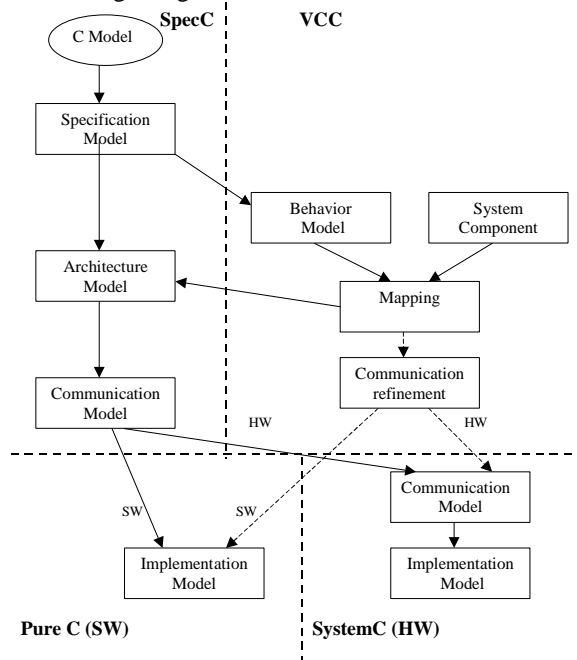 SpecC
VCC
C Model
Specification
Model
Behavior
Model
System
Component
Architecture
Model
Mapping
Communication
Model
Communication
refinement
HW
HW
Communication
Model
SW
SW
Implementation
Model
Implementation
Model
Pure C (SW)
SystemC (HW)